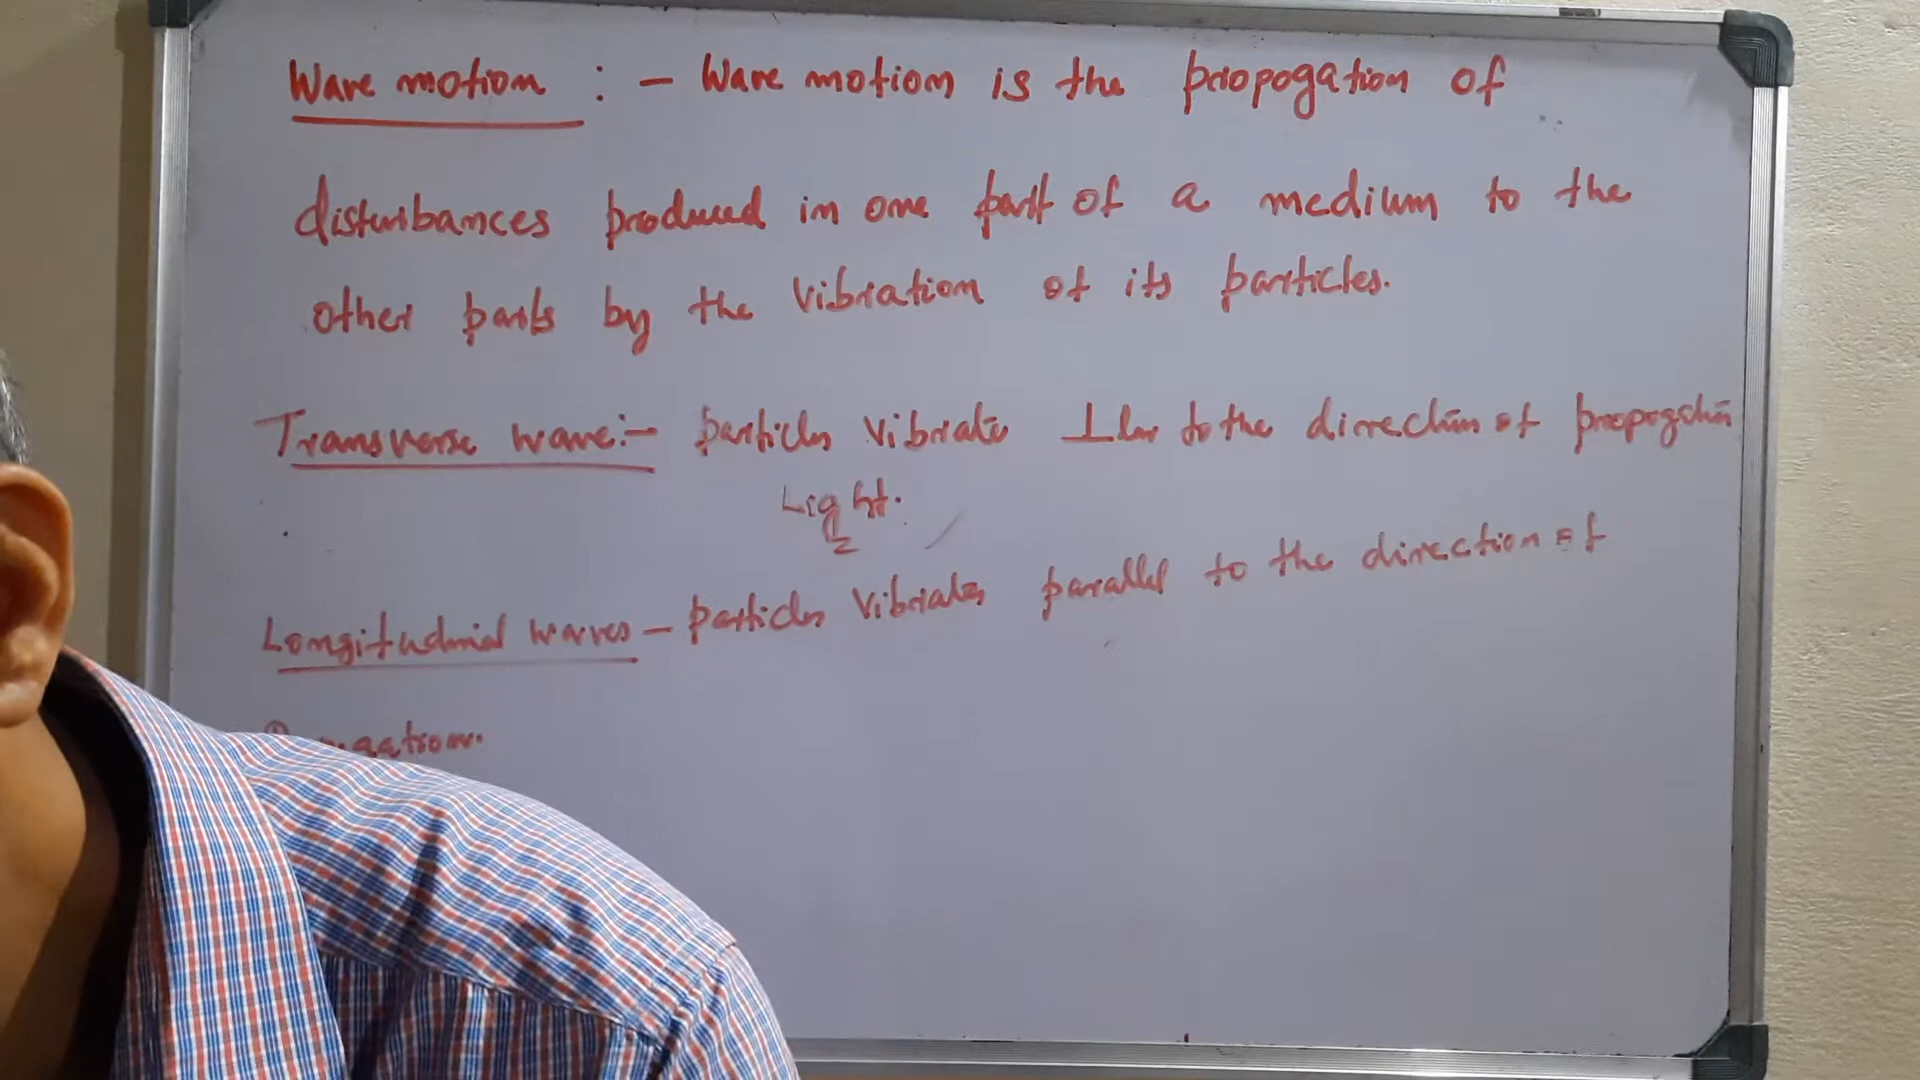 Wave motion : - Wave motion is the propogation of
disturbances produced in one part of a medium to the
other parts by the vibration of its particles.
Transverse wave:- particles vibrates ⊥lar to the direction of propogation
Light.
Longitudinal waves - particles vibrates parallel to the direction of